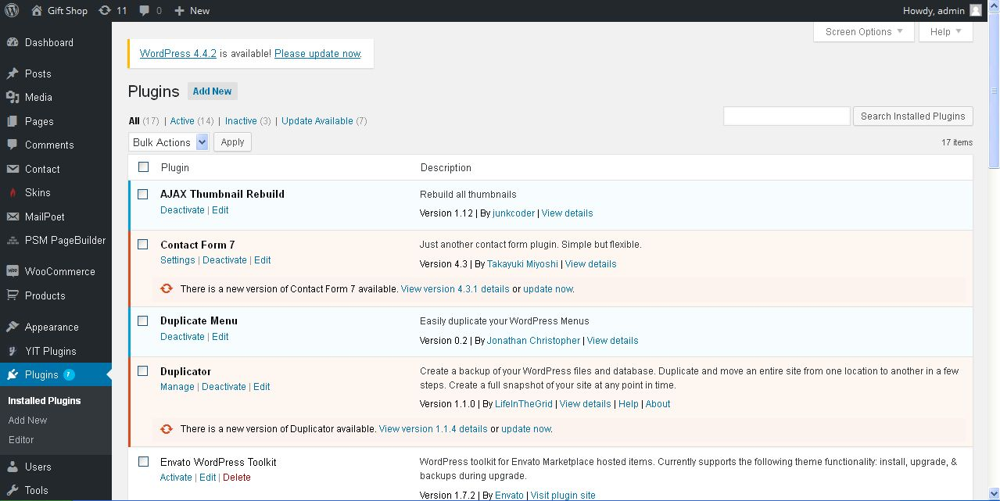 Gift Shop 11 0 + New Howdy, admin
Screen Options Help
Dashboard
Posts
Media
Pages
Comments
Contact
Skins
MailPoet
PSM PageBuilder
WooCommerce
Products
Appearance
YIT Plugins
Plugins 7
Installed Plugins
Add New
Editor
Users
Tools
WordPress 4.4.2 is available! Please update now.
Plugins Add New
All (17) | Active (14) | Inactive (3) | Update Available (7)
Search Installed Plugins
Bulk Actions Apply
17 items
Plugin Description
AJAX Thumbnail Rebuild
Deactivate | Edit
Rebuild all thumbnails
Version 1.12 | By junkcoder | View details
Contact Form 7
Settings | Deactivate | Edit
Just another contact form plugin. Simple but flexible.
Version 4.3 | By Takayuki Miyoshi | View details
There is a new version of Contact Form 7 available. View version 4.3.1 details or update now.
Duplicate Menu
Deactivate | Edit
Easily duplicate your WordPress Menus
Version 0.2 | By Jonathan Christopher | View details
Duplicator
Manage | Deactivate | Edit
Create a backup of your WordPress files and database. Duplicate and move an entire site from one location to another in a few
steps. Create a full snapshot of your site at any point in time.
Version 1.1.0 | By LifeInTheGrid | View details | Help | About
There is a new version of Duplicator available. View version 1.1.4 details or update now.
Envato WordPress Toolkit
Activate | Edit | Delete
WordPress toolkit for Envato Marketplace hosted items. Currently supports the following theme functionality: install, upgrade, &
backups during upgrade.
Version 1.7.2 | By Envato | Visit plugin site